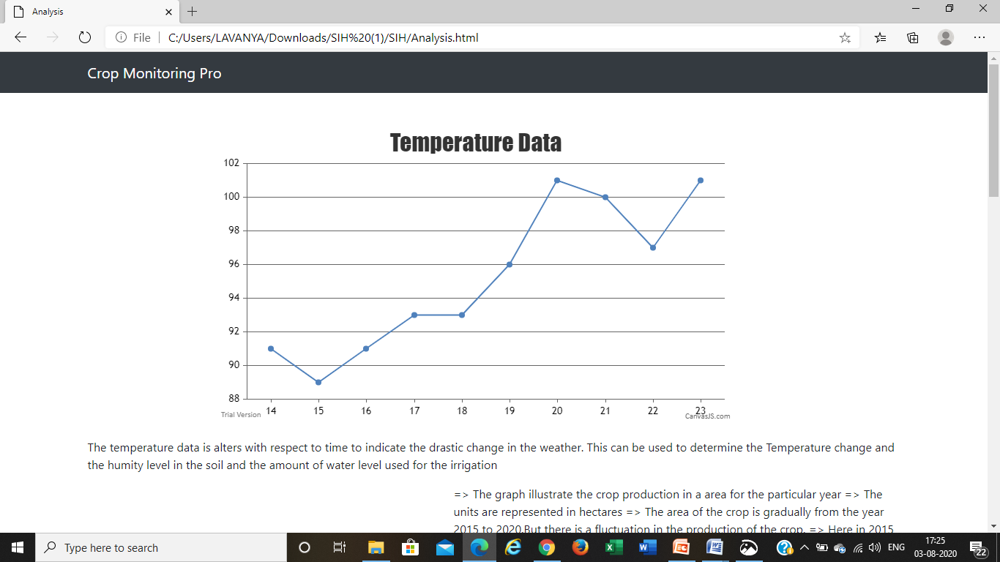 Analysis
File
C:/Users/LAVANYA/Downloads/SIH%20(1)/SIH/Analysis.html
Crop Monitoring Pro
Temperature Data
102
100
98
96
94
92
90
88
14 15 16 17 18 19 20 21 22 23
Trial Version
CanvasJS.com
The temperature data is alters with respect to time to indicate the drastic change in the weather. This can be used to determine the Temperature change and
the humity level in the soil and the amount of water level used for the irrigation
=> The graph illustrate the crop production in a area for the particular year => The
units are represented in hectares => The area of the crop is gradually from the year
2015 to 2020.But there is a fluctuation in the production of the crop. => Here in 2015
Type here to search
ENG
17:25
03-08-2020
22